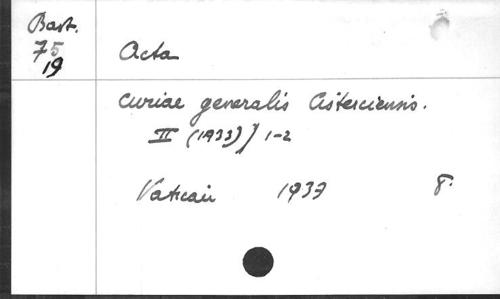 Bast.
75
19
Acta
curiae generalis Cisterciensis.
II (1933) / 1-2
Vatican 1933 8.